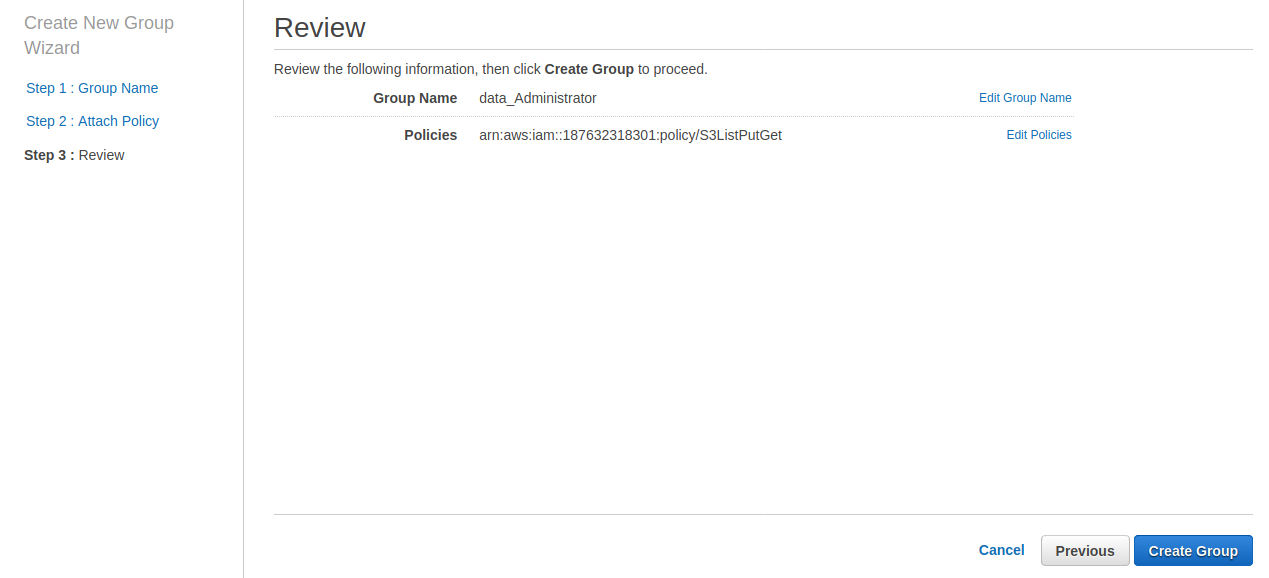 Create New Group
Wizard
Step 1 : Group Name
Step 2 : Attach Policy
Step 3 : Review
Review
Review the following information, then click Create Group to proceed.
Group Name data_Administrator Edit Group Name
Policies arn:aws:iam::187632318301:policy/S3ListPutGet Edit Policies
Cancel Previous Create Group